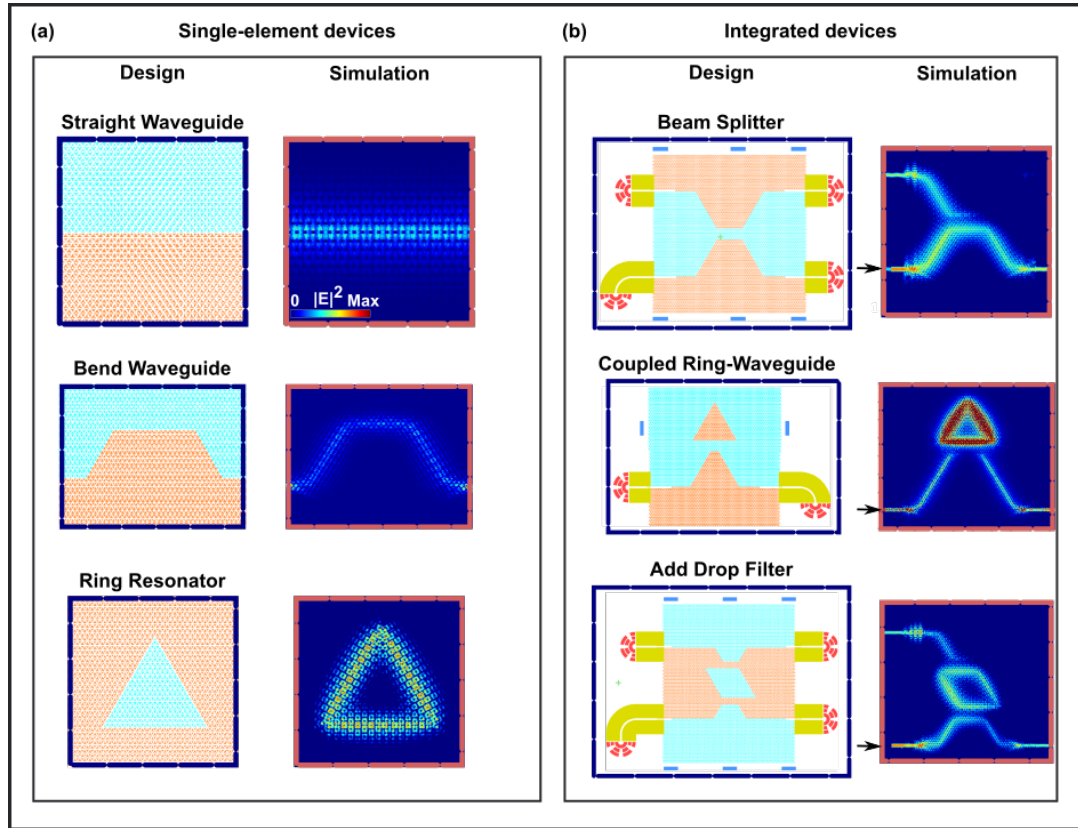 (a) Single-element devices
Design Simulation
Straight Waveguide
0 |E|² Max
Bend Waveguide
Ring Resonator
(b) Integrated devices
Design Simulation
Beam Splitter
1
Coupled Ring-Waveguide
Add Drop Filter